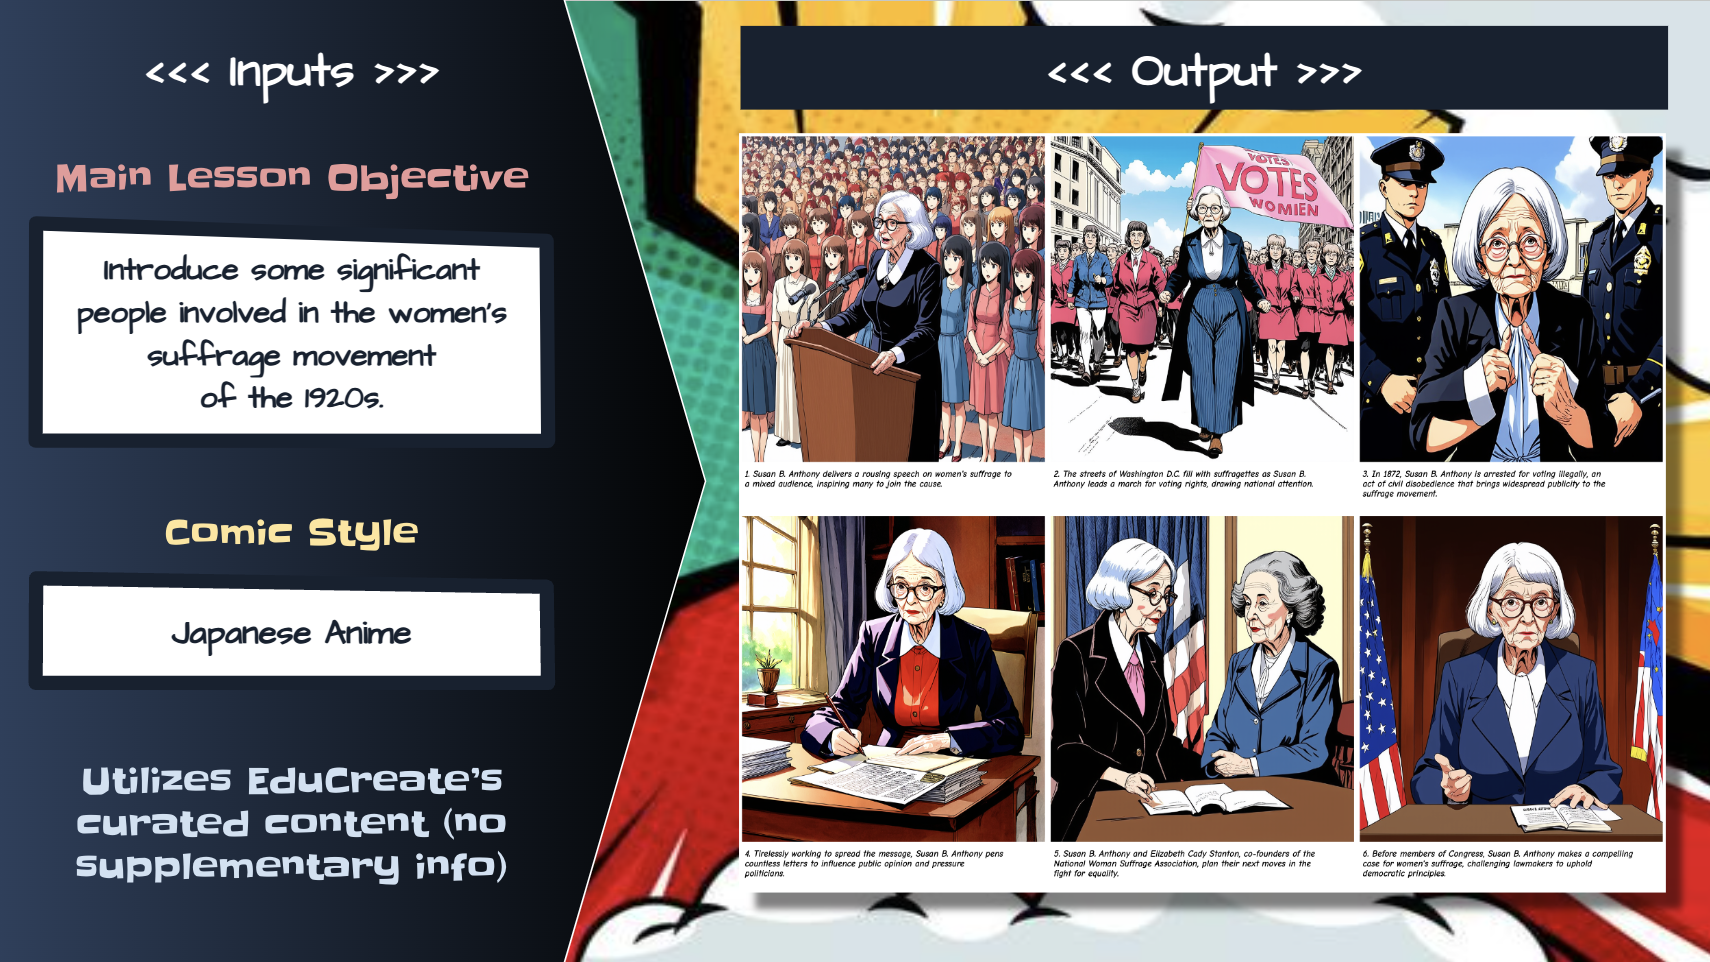 <<< Inputs >>>
Main Lesson Objective
Introduce some significant
people involved in the women's
suffrage movement
of the 1920s.
Comic Style
Japanese Anime
Utilizes EduCreate's
curated content (no
supplementary info)
<<< Output >>>
VOTES
VOTES
WOMIEN
1. Susan B. Anthony delivers a rousing speech on women's suffrage to
a mixed audience, inspiring many to join the cause.
2. The streets of Washington D.C. fill with suffragettes as Susan B.
Anthony leads a march for voting rights, drawing national attention.
3. In 1872, Susan B. Anthony is arrested for voting illegally, an
act of civil disobedience that brings widespread publicity to the
suffrage movement.
4. Tirelessly working to spread the message, Susan B. Anthony pens
countless letters to influence public opinion and pressure
politicians.
5. Susan B. Anthony and Elizabeth Cady Stanton, co-founders of the
National Woman Suffrage Association, plan their next moves in the
fight for equality.
6. Before members of Congress, Susan B. Anthony makes a compelling
case for women's suffrage, challenging lawmakers to uphold
democratic principles.